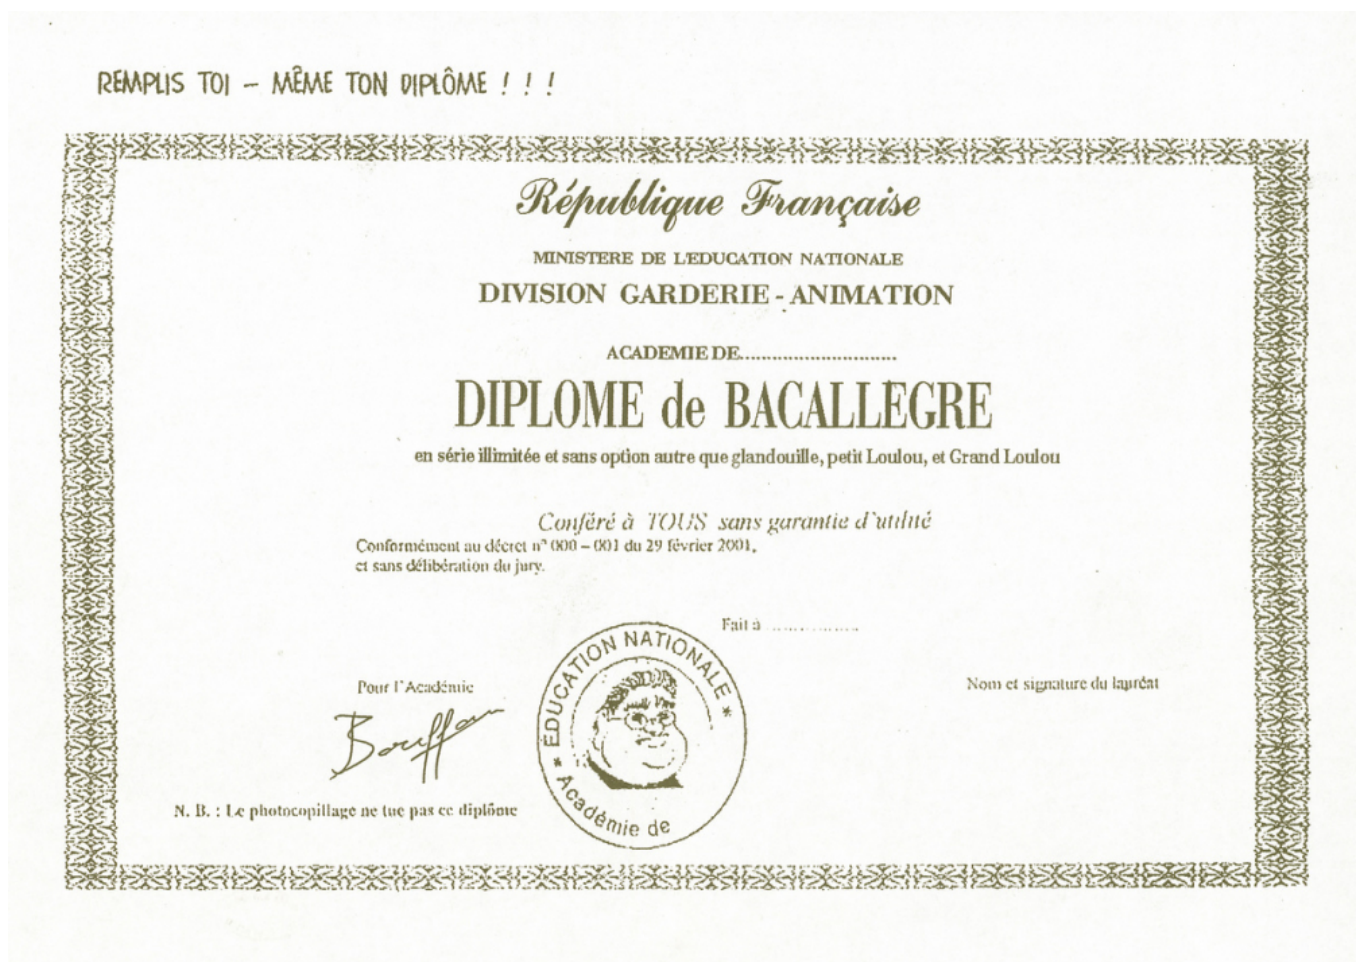 REMPLIS TOI – MÊME TON DIPLÔME ! ! !
République Française
MINISTERE DE L'EDUCATION NATIONALE
DIVISION GARDERIE - ANIMATION
ACADEMIE DE.............................
DIPLOME de BACALLEGRE
en série illimitée et sans option autre que glandouille, petit Loulou, et Grand Loulou
Conféré à TOUS sans garantie d'utilité
Conformément au décret n° 000 – 001 du 29 février 2001,
et sans délibération du jury.
Fait à ..................
Pour l'Académie
Nom et signature du lauréat
Bouffon
ÉDUCATION NATIONALE
Académie de
N. B. : Le photocopillage ne tue pas ce diplôme